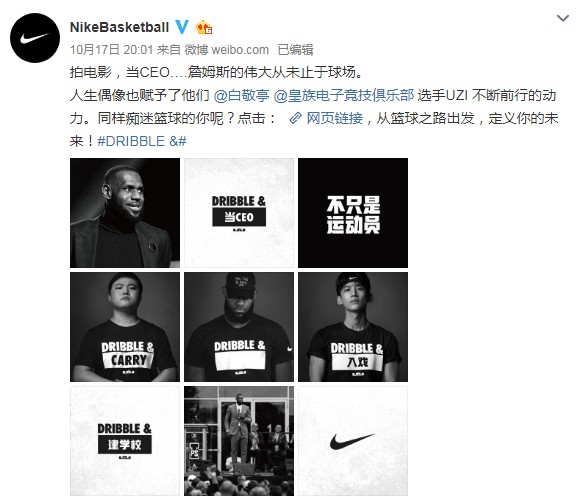 NikeBasketball
10月17日 20:01 来自 微博 weibo.com 已编辑
拍电影，当CEO….詹姆斯的伟大从未止于球场。
人生偶像也赋予了他们 @白敬亭 @皇族电子竞技俱乐部 选手UZI 不断前行的动
力。同样痴迷篮球的你呢？点击： 网页链接，从篮球之路出发，定义你的未
来！#DRIBBLE &#
DRIBBLE &
当CEO
不只是
运动员
DRIBBLE &
CARRY
DRIBBLE &
DRIBBLE &
入戏
DRIBBLE &
建学校